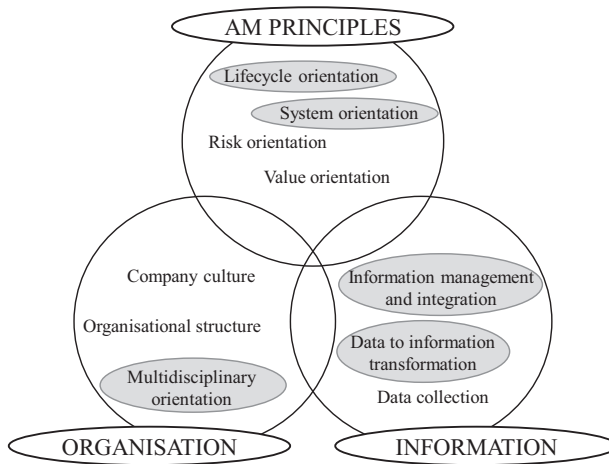 AM PRINCIPLES
Lifecycle orientation
System orientation
Risk orientation
Value orientation
Company culture
Organisational structure
Multidisciplinary
orientation
Information management
and integration
Data to information
transformation
Data collection
ORGANISATION
INFORMATION